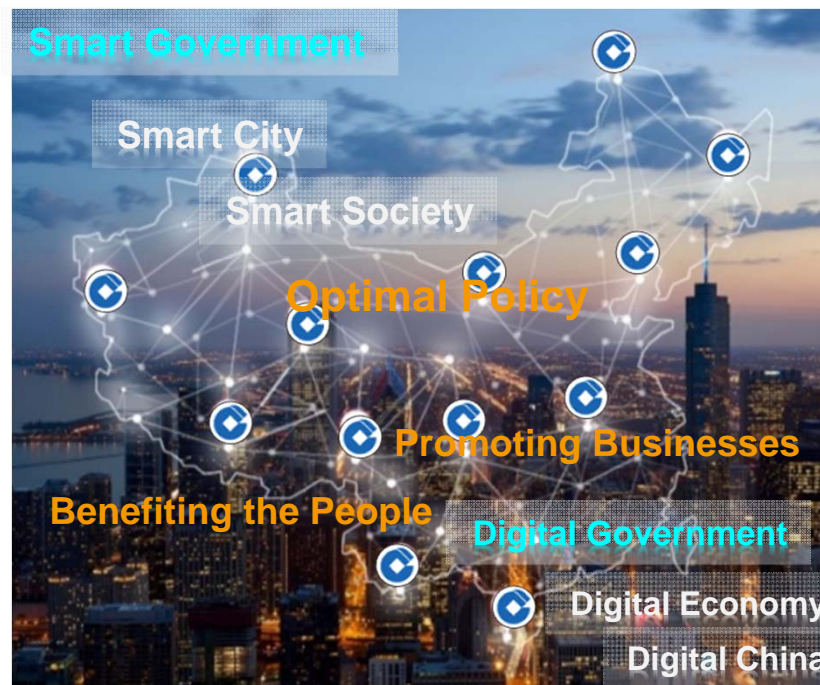 Smart Government
Smart City
Smart Society
Optimal Policy
Promoting Businesses
Benefiting the People
Digital Government
Digital Economy
Digital China